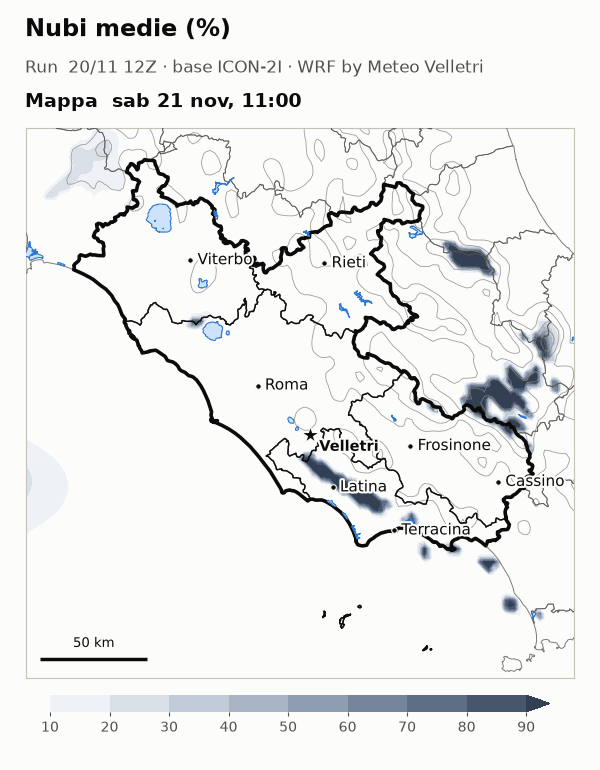 Nubi medie (%)
Run  20/11 12Z · base ICON-2I · WRF by Meteo Velletri
Mappa  sab 21 nov, 11:00
Viterbo
Rieti
Roma
Velletri
Frosinone
Latina
Cassino
Terracina
50 km
10 20 30 40 50 60 70 80 90